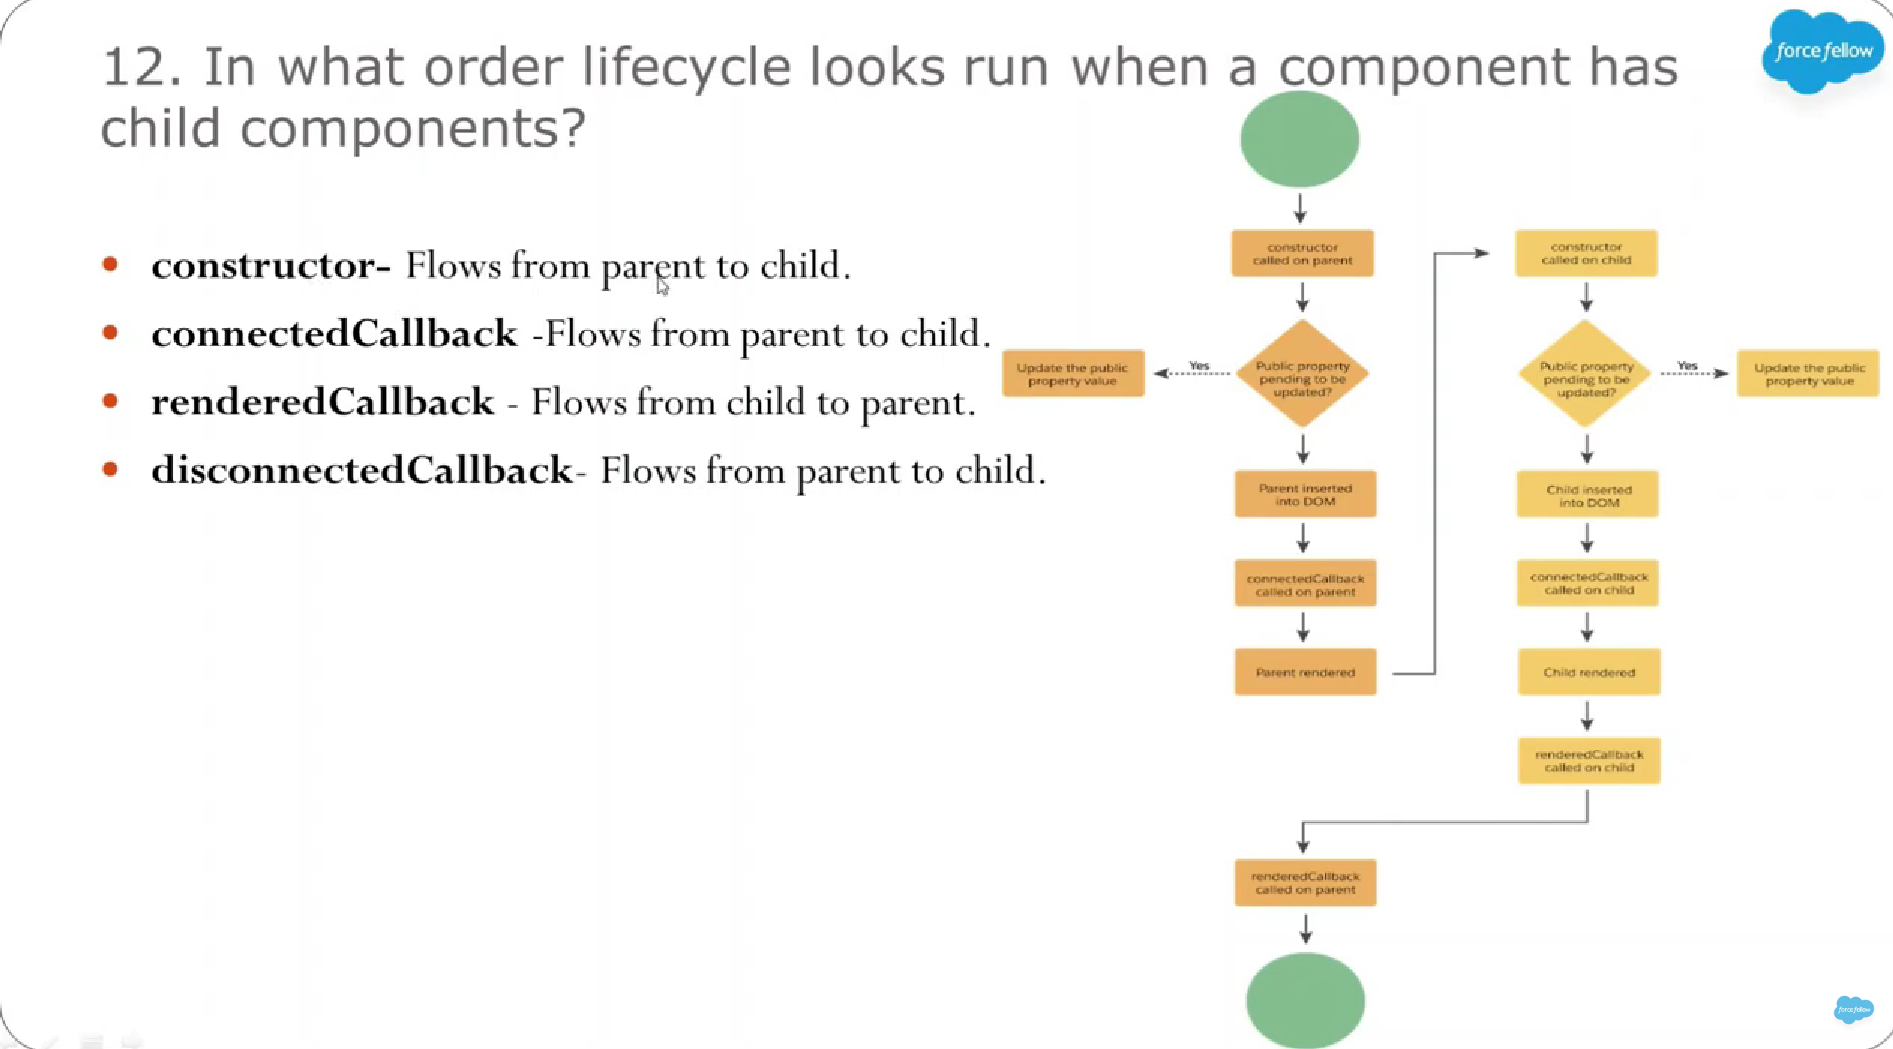 12. In what order lifecycle looks run when a component has
child components?
forcefellow
constructor- Flows from parent to child.
connectedCallback -Flows from parent to child.
renderedCallback - Flows from child to parent.
disconnectedCallback- Flows from parent to child.
constructor
called on parent
Public property
pending to be
updated?
Yes
Update the public
property value
Parent inserted
into DOM
connectedCallback
called on parent
Parent rendered
constructor
called on child
Public property
pending to be
updated?
Yes
Update the public
property value
Child inserted
into DOM
connectedCallback
called on child
Child rendered
renderedCallback
called on child
renderedCallback
called on parent
forcefellow